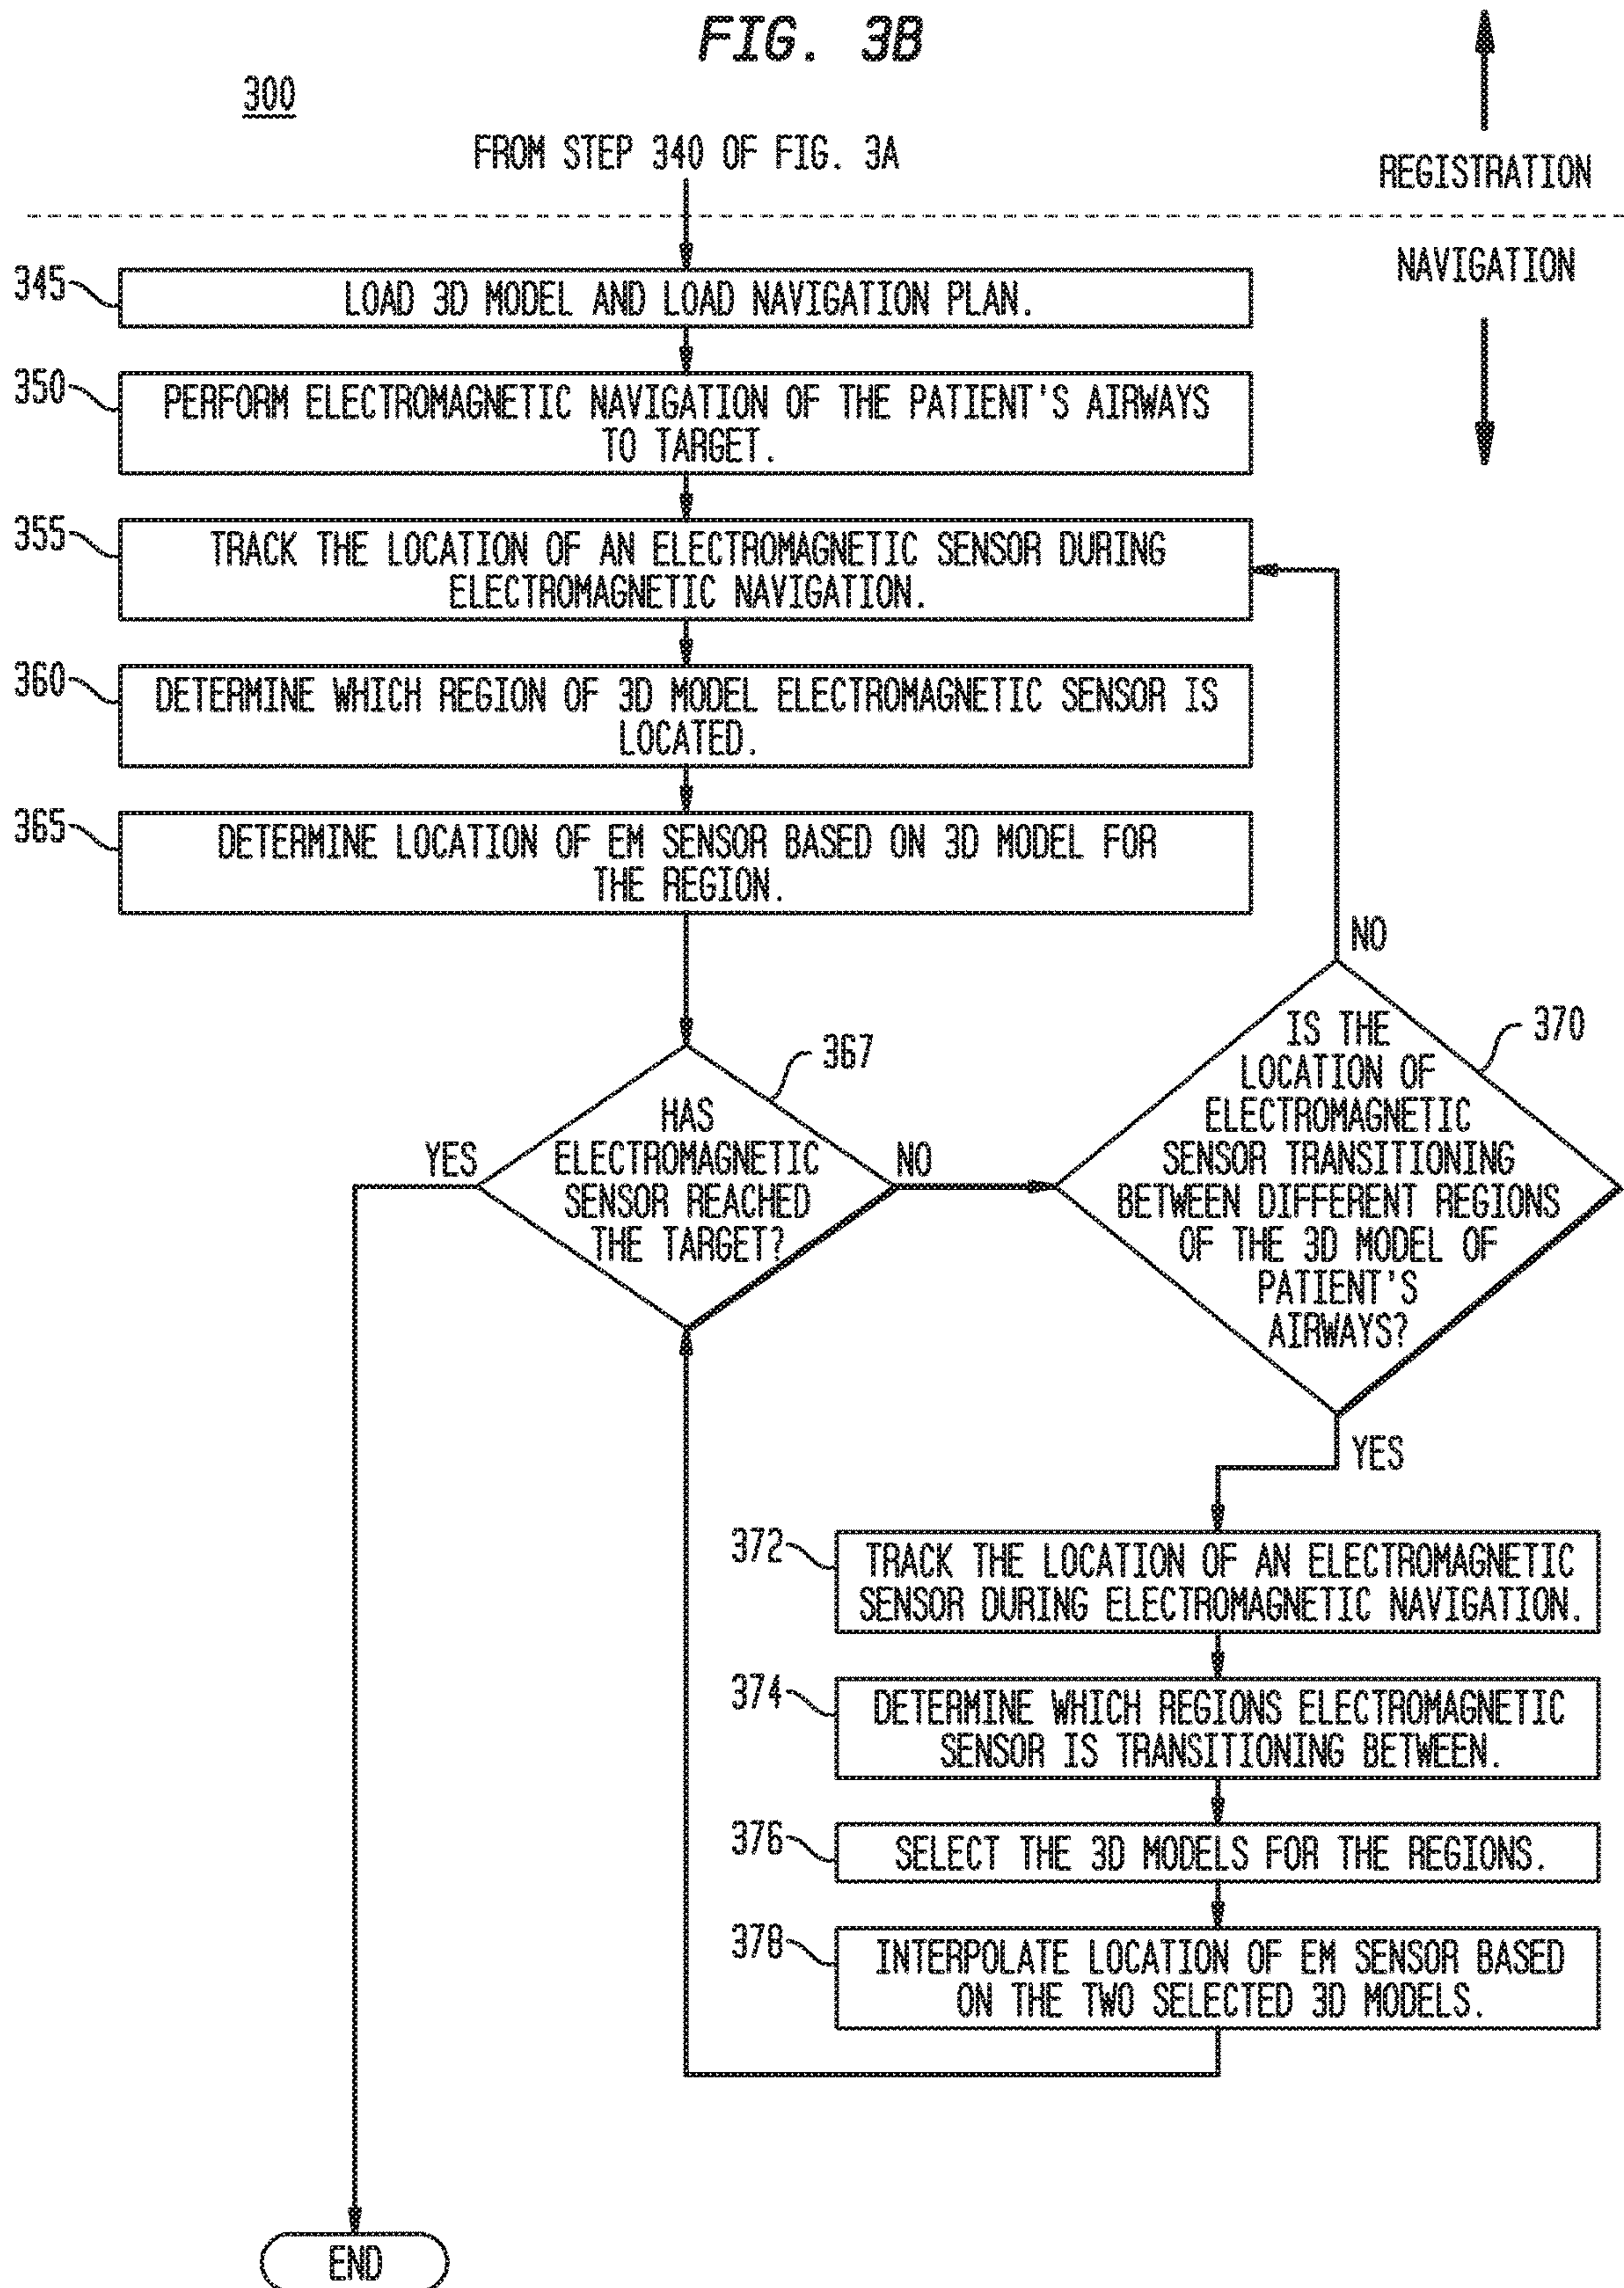 FIG. 3B
300
FROM STEP 340 OF FIG. 3A
REGISTRATION
NAVIGATION
345
LOAD 3D MODEL AND LOAD NAVIGATION PLAN.
350
PERFORM ELECTROMAGNETIC NAVIGATION OF THE PATIENT'S AIRWAYS
TO TARGET.
355
TRACK THE LOCATION OF AN ELECTROMAGNETIC SENSOR DURING
ELECTROMAGNETIC NAVIGATION.
360
DETERMINE WHICH REGION OF 3D MODEL ELECTROMAGNETIC SENSOR IS
LOCATED.
365
DETERMINE LOCATION OF EM SENSOR BASED ON 3D MODEL FOR
THE REGION.
367
HAS
ELECTROMAGNETIC
SENSOR REACHED
THE TARGET?
YES
NO
370
IS THE
LOCATION OF
ELECTROMAGNETIC
SENSOR TRANSITIONING
BETWEEN DIFFERENT REGIONS
OF THE 3D MODEL OF
PATIENT'S
AIRWAYS?
NO
YES
372
TRACK THE LOCATION OF AN ELECTROMAGNETIC
SENSOR DURING ELECTROMAGNETIC NAVIGATION.
374
DETERMINE WHICH REGIONS ELECTROMAGNETIC
SENSOR IS TRANSITIONING BETWEEN.
376
SELECT THE 3D MODELS FOR THE REGIONS.
378
INTERPOLATE LOCATION OF EM SENSOR BASED
ON THE TWO SELECTED 3D MODELS.
END